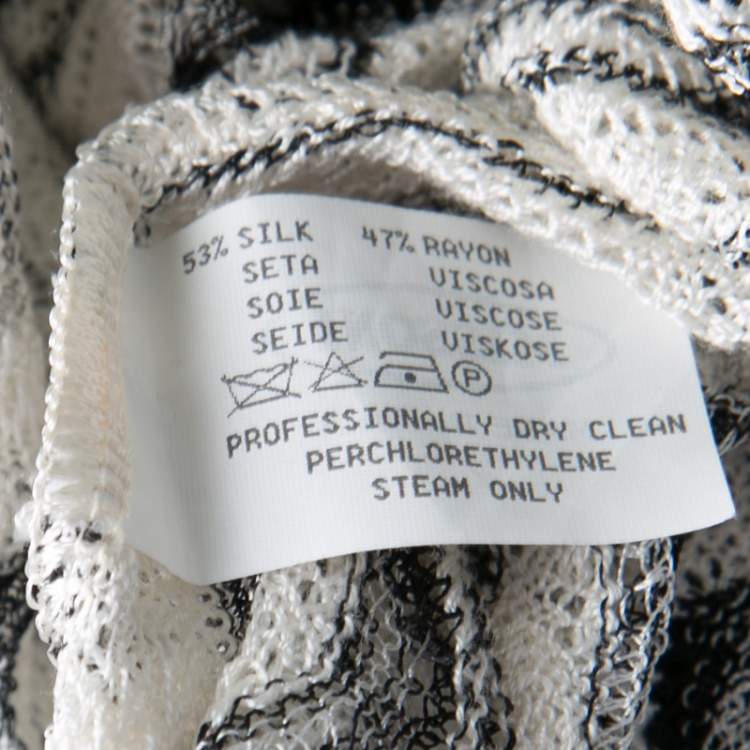 53% SILK 47% RAYON
SETA VISCOSA
SOIE VISCOSE
SEIDE VISKOSE
P
PROFESSIONALLY DRY CLEAN
PERCHLORETHYLENE
STEAM ONLY